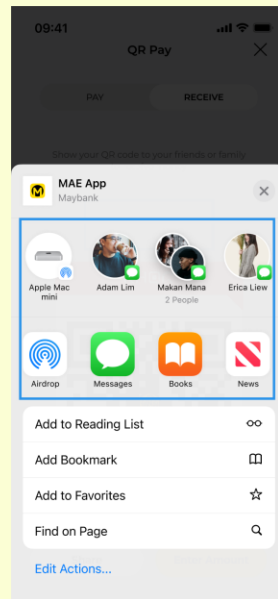 09:41
QR Pay
PAY
RECEIVE
Show your QR code to your friends or family
MAE App
Maybank
Apple Mac
mini
Adam Lim
Makan Mana
2 People
Erica Liew
Airdrop
Messages
Books
News
Add to Reading List
Add Bookmark
Add to Favorites
Find on Page
Edit Actions...